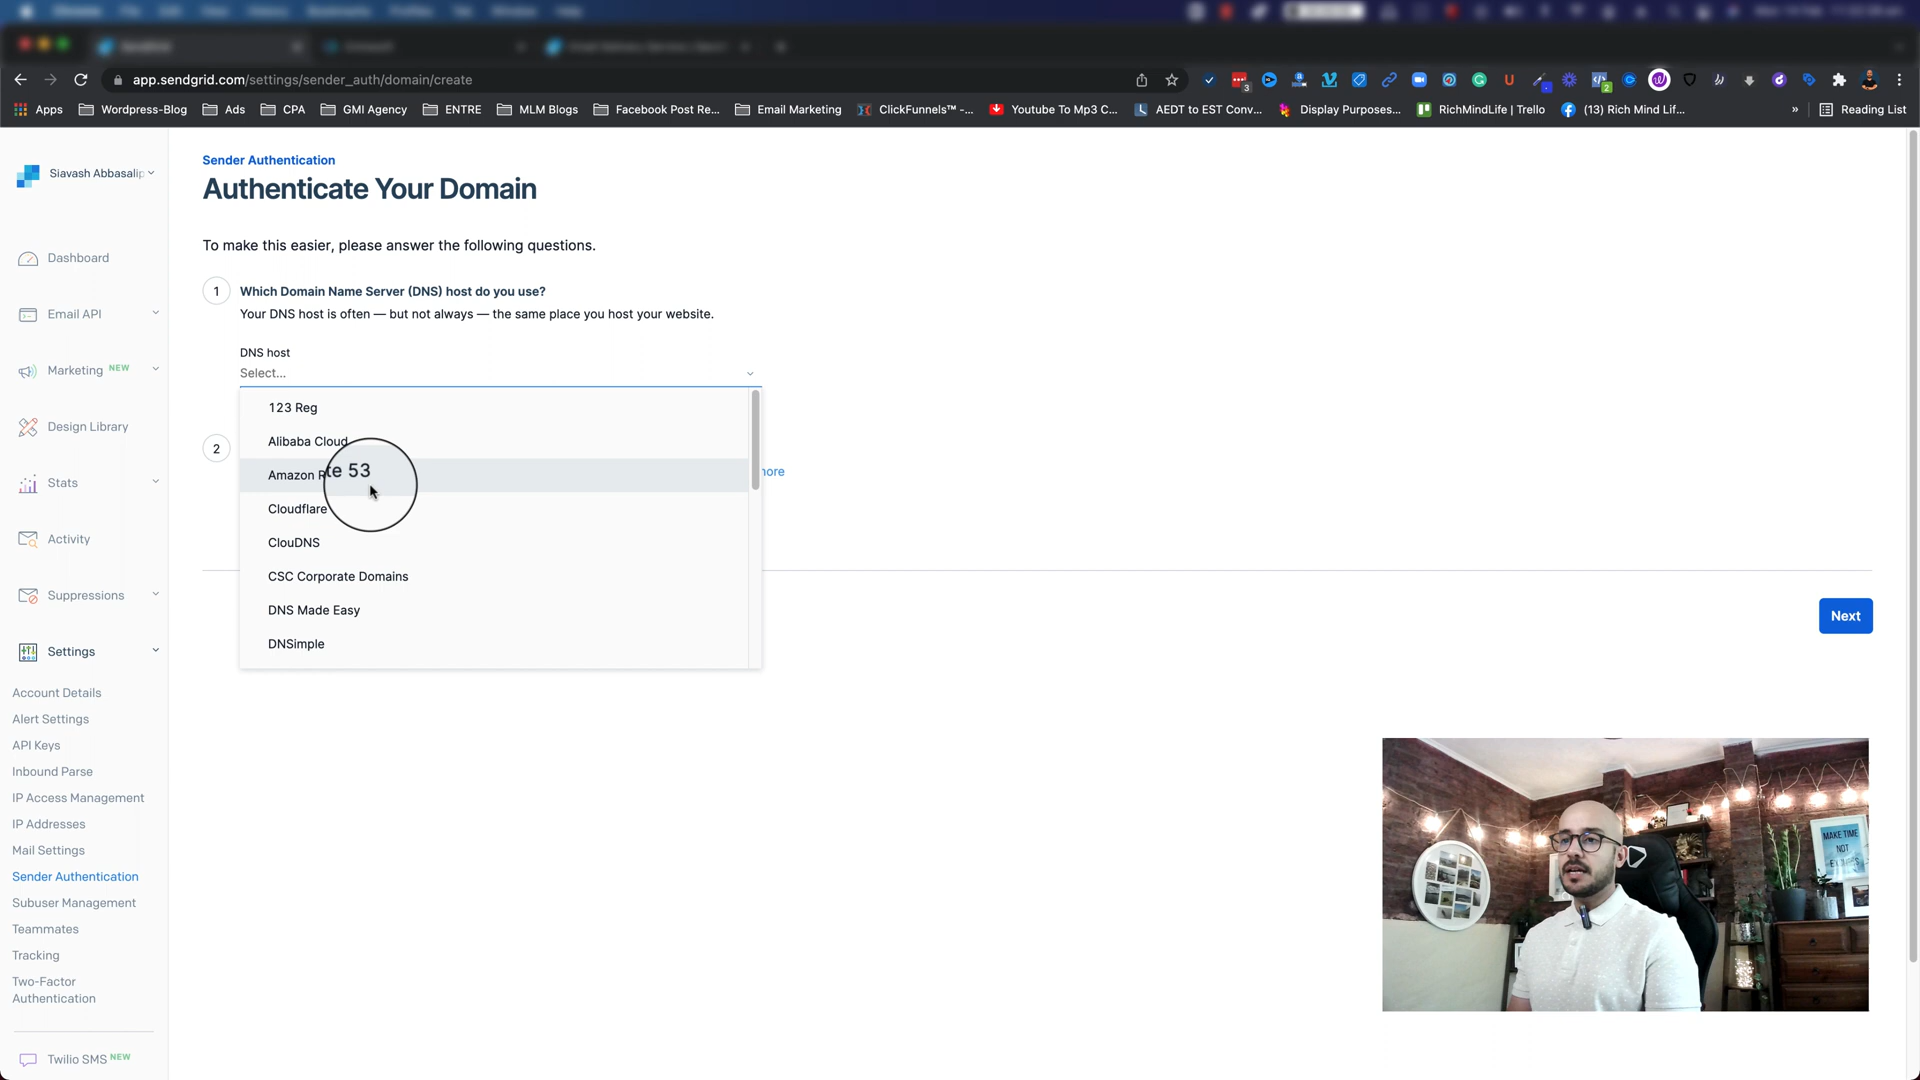 app.sendgrid.com/settings/sender_auth/domain/create
Apps
Wordpress-Blog
Ads
CPA
GMI Agency
ENTRE
MLM Blogs
Facebook Post Re...
Email Marketing
ClickFunnels™ -...
Youtube To Mp3 C...
AEDT to EST Conv...
Display Purposes...
RichMindLife | Trello
(13) Rich Mind Lif...
»
Reading List
Siavash Abbasalip
Dashboard
Email API
Marketing NEW
Design Library
Stats
Activity
Suppressions
Settings
Account Details
Alert Settings
API Keys
Inbound Parse
IP Access Management
IP Addresses
Mail Settings
Sender Authentication
Subuser Management
Teammates
Tracking
Two-Factor
Authentication
Twilio SMS NEW
Sender Authentication
Authenticate Your Domain
To make this easier, please answer the following questions.
1 Which Domain Name Server (DNS) host do you use?
Your DNS host is often — but not always — the same place you host your website.
DNS host
Select...
123 Reg
Alibaba Cloud
2
Amazon R te 53
more
Cloudflare
ClouDNS
CSC Corporate Domains
DNS Made Easy
DNSimple
Next
MAKE TIME
NOT